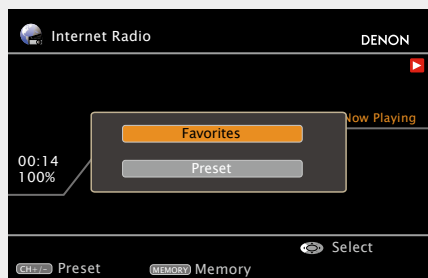 Internet Radio
DENON
Now Playing
Favorites
Preset
00:14
100%
Select
CH+/- Preset
MEMORY Memory